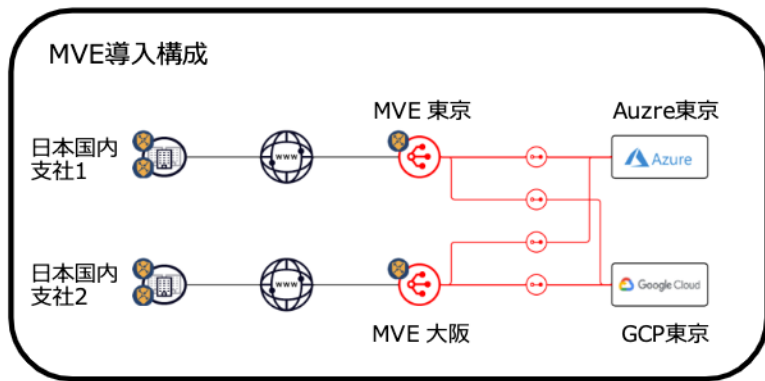 MVE導入構成
MVE 東京
Auzre東京
日本国内
支社1
www
Azure
日本国内
支社2
www
Google Cloud
MVE 大阪
GCP東京